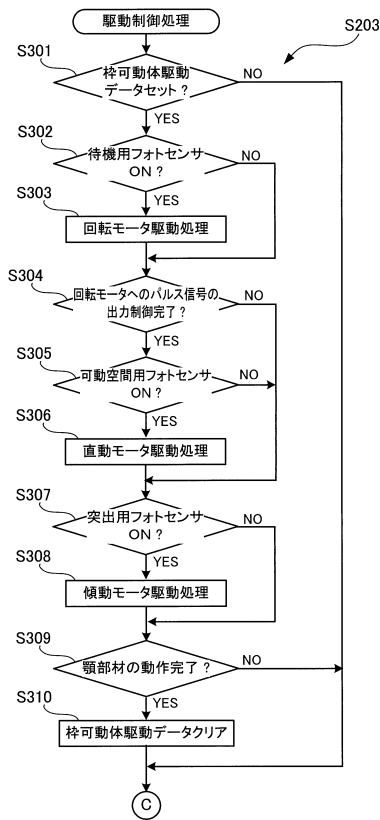 駆動制御処理
S203
S301
枠可動体駆動
データセット？
NO
YES
S302
待機用フォトセンサ
ON？
NO
YES
S303
回転モータ駆動処理
S304
回転モータへのパルス信号の
出力制御完了？
NO
YES
S305
可動空間用フォトセンサ
ON？
NO
YES
S306
直動モータ駆動処理
S307
突出用フォトセンサ
ON？
NO
YES
S308
傾動モータ駆動処理
S309
顎部材の動作完了？
NO
YES
S310
枠可動体駆動データクリア
C